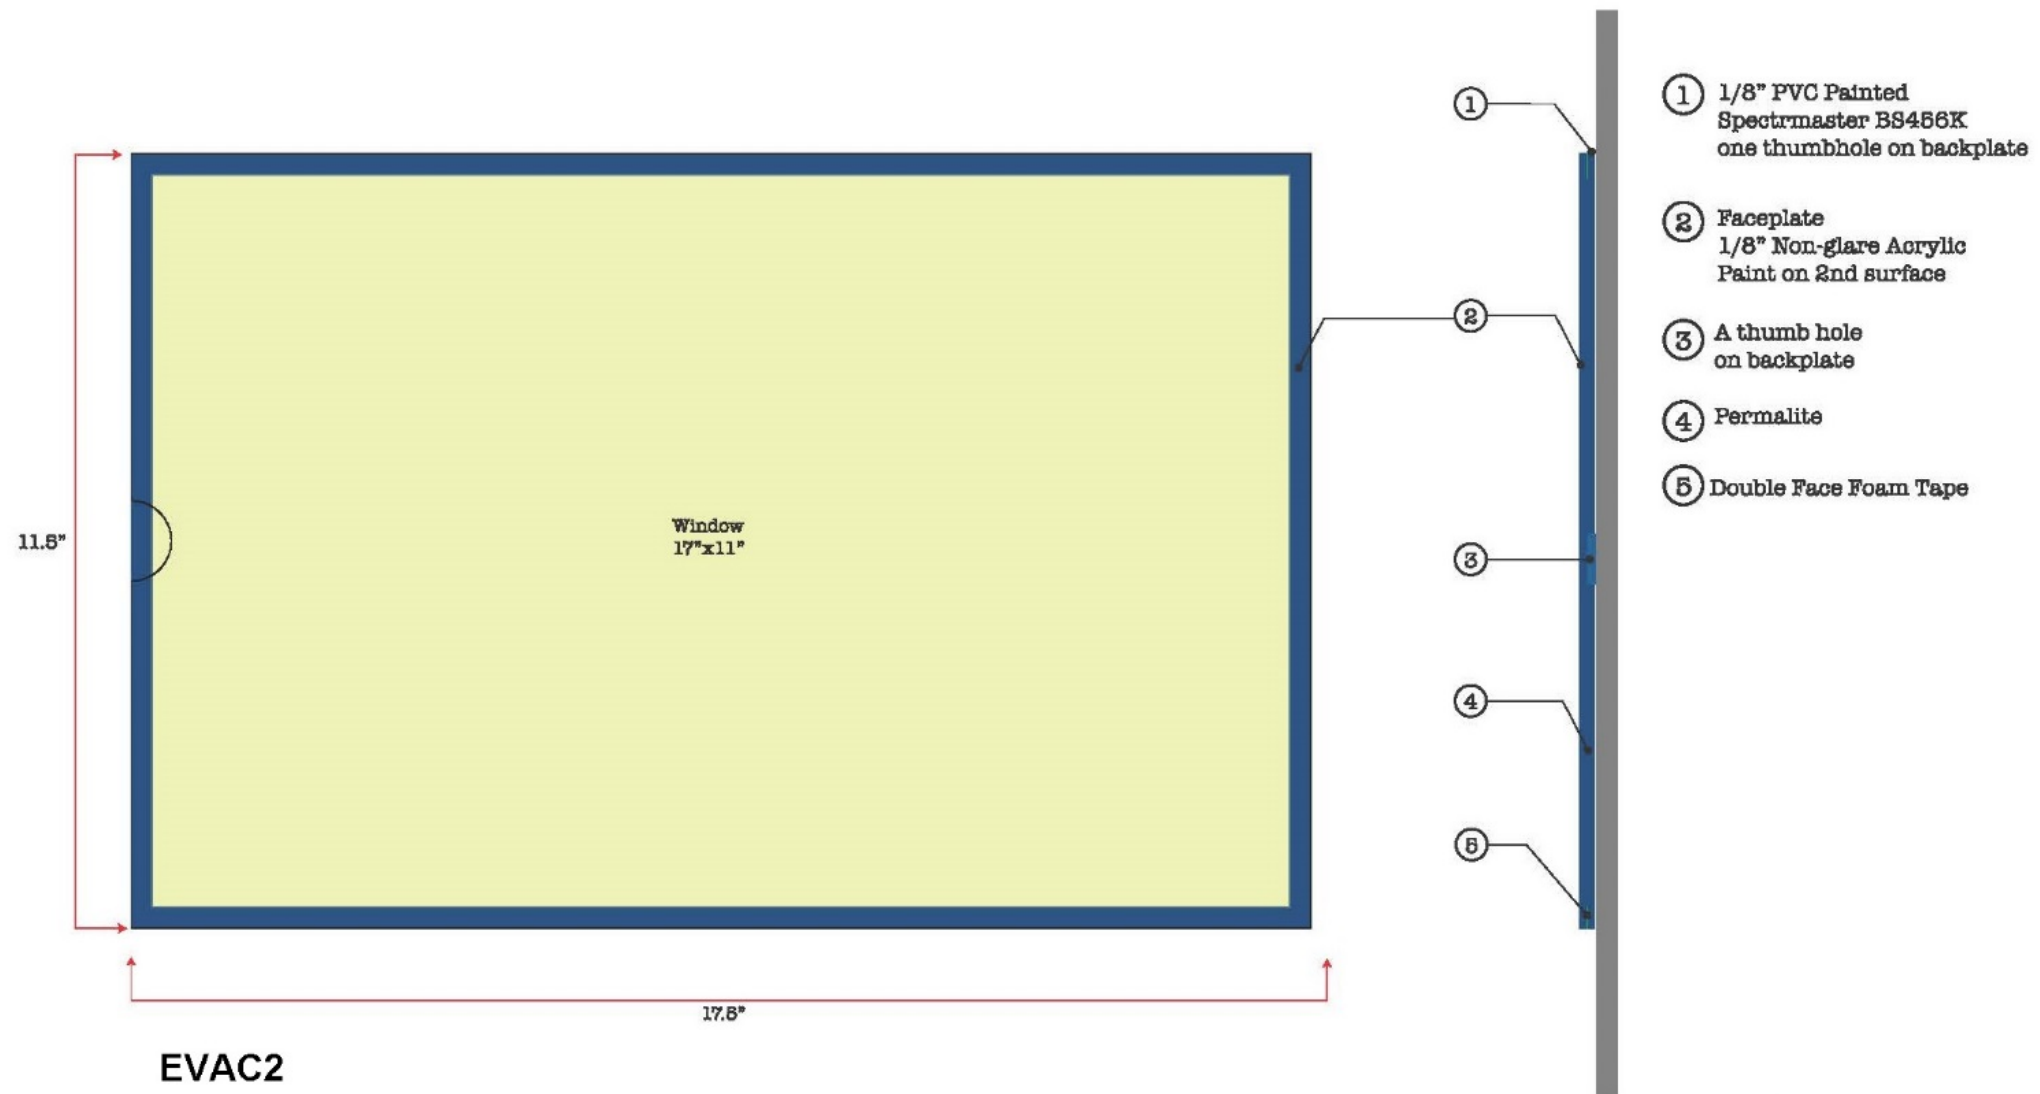 1
1/8" PVC Painted
Spectrmaster BS456K
one thumbhole on backplate
2
Faceplate
1/8" Non-glare Acrylic
Paint on 2nd surface
3
A thumb hole
on backplate
4
Permalite
5
Double Face Foam Tape
1
2
3
4
5
11.5"
Window
17"x11"
17.5"
EVAC2